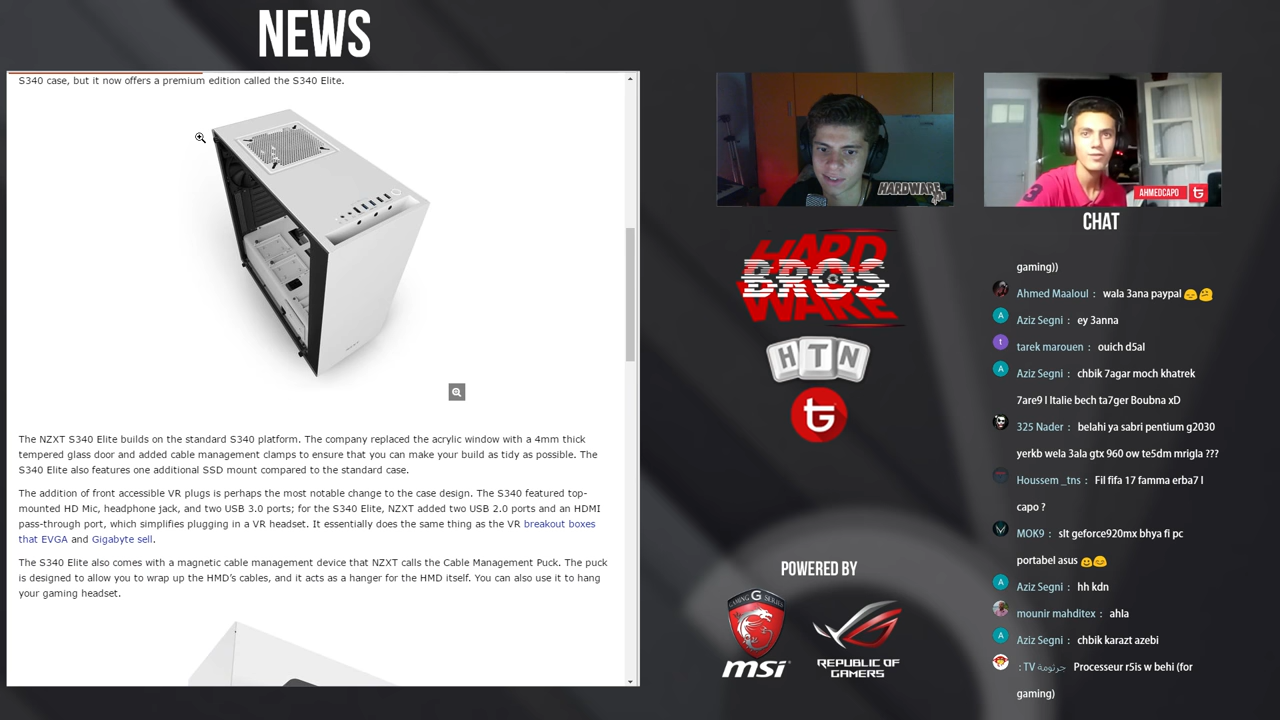 NEWS
S340 case, but it now offers a premium edition called the S340 Elite.
NZXT
The NZXT S340 Elite builds on the standard S340 platform. The company replaced the acrylic window with a 4mm thick
tempered glass door and added cable management clamps to ensure that you can make your build as tidy as possible. The
S340 Elite also features one additional SSD mount compared to the standard case.
The addition of front accessible VR plugs is perhaps the most notable change to the case design. The S340 featured top-
mounted HD Mic, headphone jack, and two USB 3.0 ports; for the S340 Elite, NZXT added two USB 2.0 ports and an HDMI
pass-through port, which simplifies plugging in a VR headset. It essentially does the same thing as the VR breakout boxes
that EVGA and Gigabyte sell.
The S340 Elite also comes with a magnetic cable management device that NZXT calls the Cable Management Puck. The puck
is designed to allow you to wrap up the HMD's cables, and it acts as a hanger for the HMD itself. You can also use it to hang
your gaming headset.
HARDWARE
3
AHMEDCAPO
tG
HARD
BROS
WARE
HTN
tG
POWERED BY
GAMING G SERIES
msi
REPUBLIC OF
GAMERS
CHAT
gaming))
Ahmed Maaloul : wala 3ana paypal 😔🤔
Aziz Segni : ey 3anna
t tarek marouen : ouich d5al
A Aziz Segni : chbik 7agar moch khatrek
7are9 l Italie bech ta7ger Boubna xD
325 Nader : belahi ya sabri pentium g2030
yerkb wela 3ala gtx 960 ow te5dm mrigla ???
Houssem _tns : Fil fifa 17 famma erba7 l
capo ?
MOK9 : slt geforce920mx bhya fi pc
portabel asus 😃😊
A Aziz Segni : hh kdn
mounir mahditex : ahla
A Aziz Segni : chbik karazt azebi
جرثومة TV : Processeur r5is w behi (for
gaming)